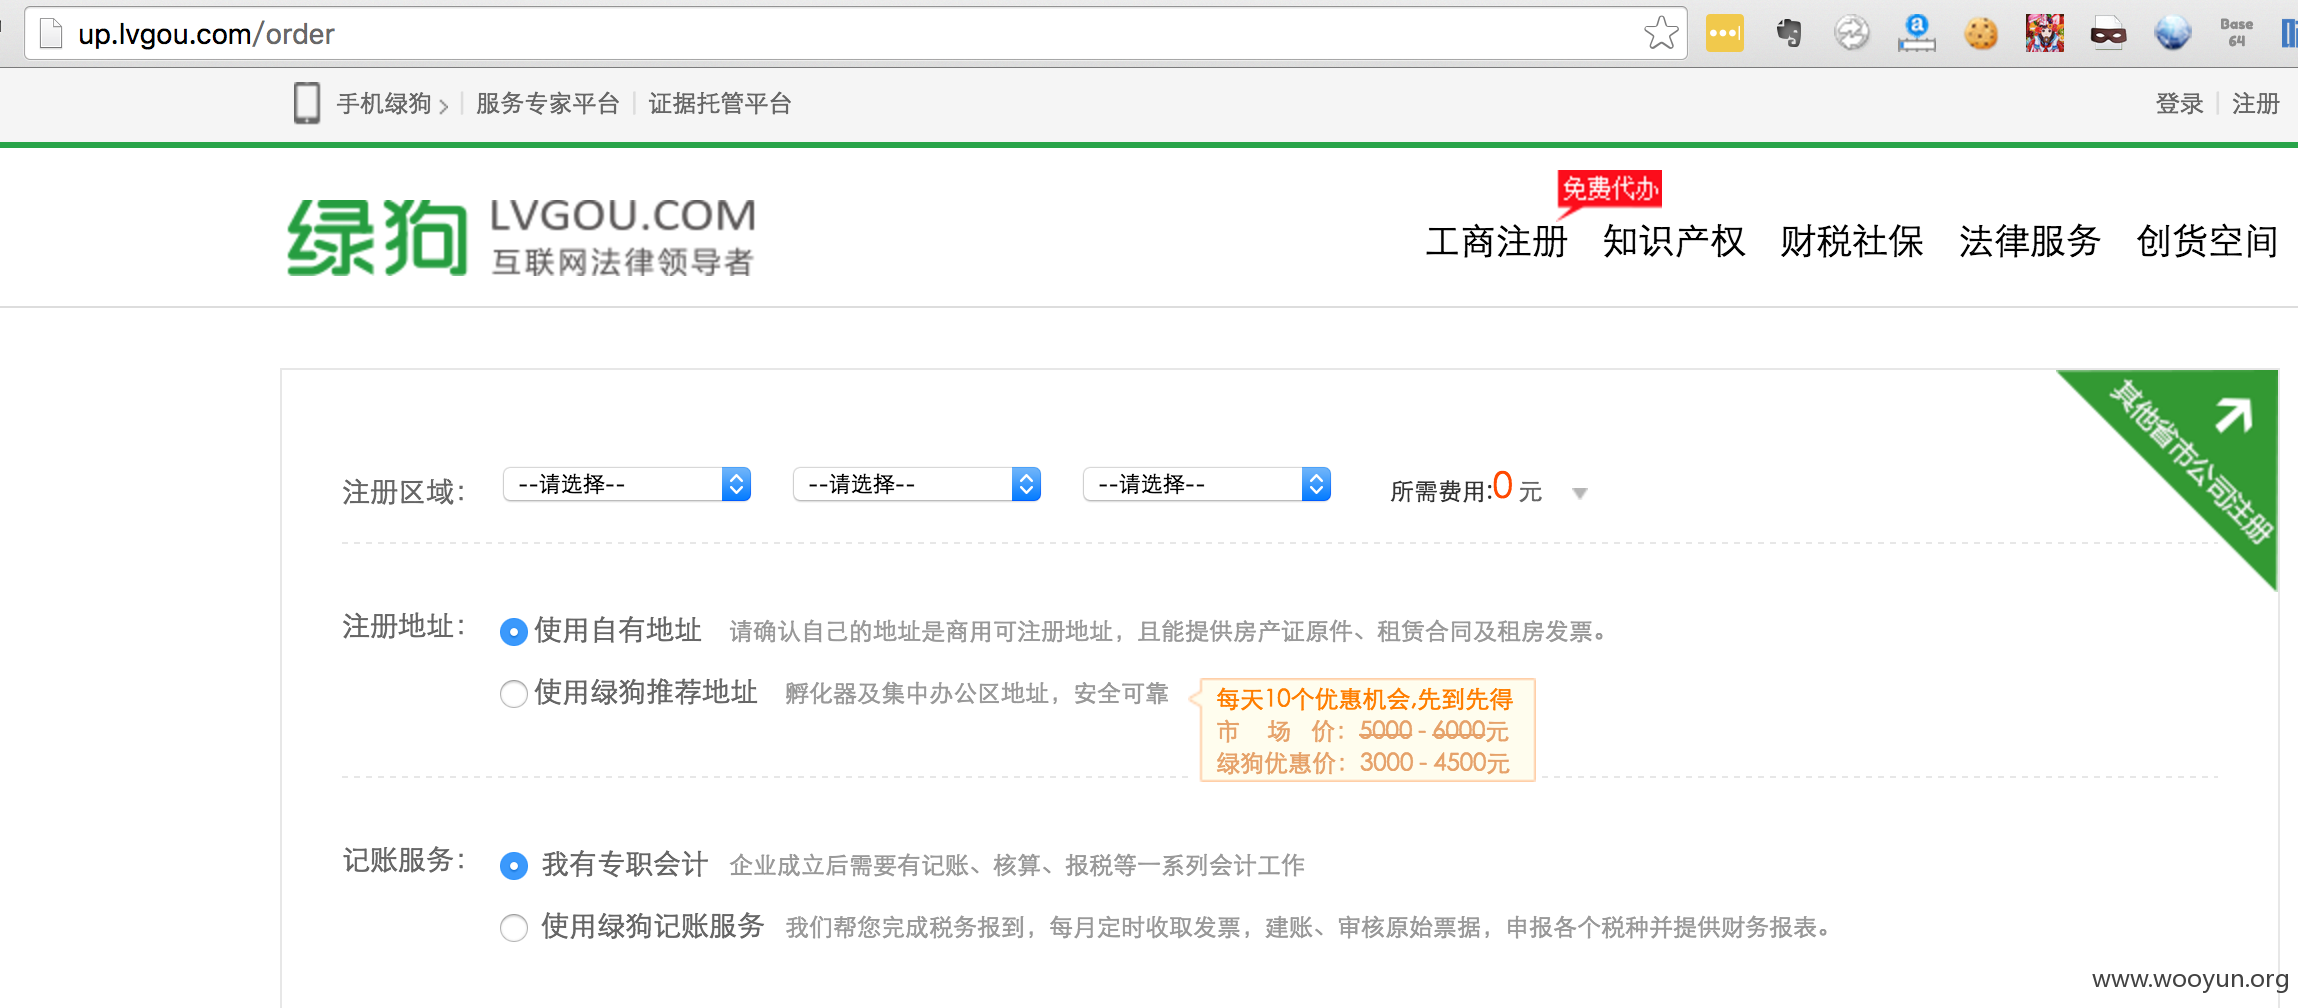 up.lvgou.com/order
Base
64
手机绿狗 服务专家平台 证据托管平台 登录 注册
免费代办
绿狗 LVGOU.COM
互联网法律领导者
工商注册 知识产权 财税社保 法律服务 创货空间
其他省市公司注册
注册区域: --请选择-- --请选择-- --请选择-- 所需费用:0 元
注册地址: 使用自有地址 请确认自己的地址是商用可注册地址，且能提供房产证原件、租赁合同及租房发票。
使用绿狗推荐地址 孵化器及集中办公区地址，安全可靠
每天10个优惠机会,先到先得
市 场 价: 5000 - 6000元
绿狗优惠价: 3000 - 4500元
记账服务: 我有专职会计 企业成立后需要有记账、核算、报税等一系列会计工作
使用绿狗记账服务 我们帮您完成税务报到，每月定时收取发票，建账、审核原始票据，申报各个税种并提供财务报表。
www.wooyun.org